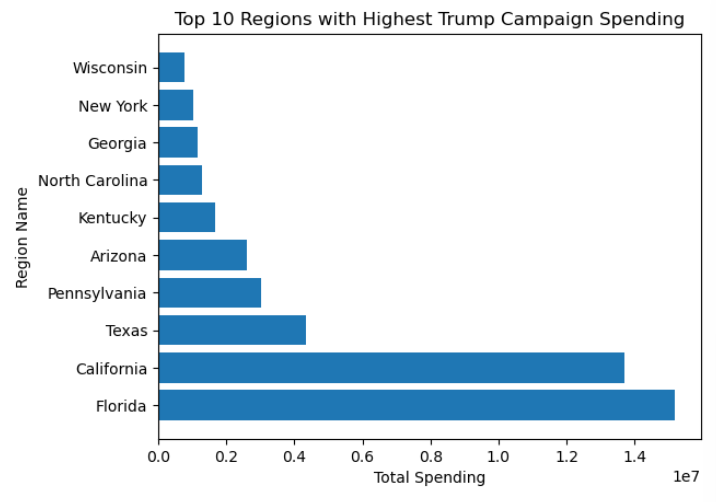 Top 10 Regions with Highest Trump Campaign Spending
Region Name
Wisconsin
New York
Georgia
North Carolina
Kentucky
Arizona
Pennsylvania
Texas
California
Florida
0.0 0.2 0.4 0.6 0.8 1.0 1.2 1.4
1e7
Total Spending